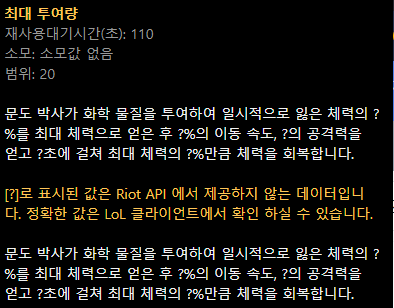 최대 투여량
재사용대기시간(초): 110
소모: 소모값 없음
범위: 20
문도 박사가 화학 물질을 투여하여 일시적으로 잃은 체력의 ?
%를 최대 체력으로 얻은 후 ?%의 이동 속도, ?의 공격력을
얻고 ?초에 걸쳐 최대 체력의 ?%만큼 체력을 회복합니다.
[?]로 표시된 값은 Riot API 에서 제공하지 않는 데이터입니
다. 정확한 값은 LoL 클라이언트에서 확인 하실 수 있습니다.
문도 박사가 화학 물질을 투여하여 일시적으로 잃은 체력의 ?
%를 최대 체력으로 얻은 후 ?%의 이동 속도, ?의 공격력을
얻고 ?초에 걸쳐 최대 체력의 ?%만큼 체력을 회복합니다.